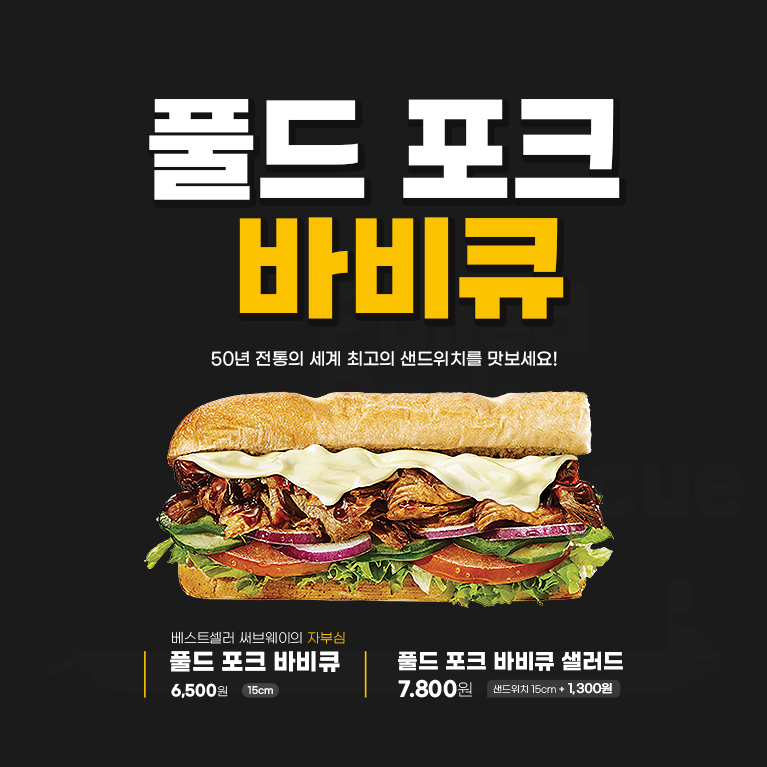 풀드 포크
바비큐
50년 전통의 세계 최고의 샌드위치를 맛보세요!
베스트셀러 써브웨이의 자부심
풀드 포크 바비큐
6,500원 15cm
풀드 포크 바비큐 샐러드
7.800원 샌드위치 15cm + 1,300원